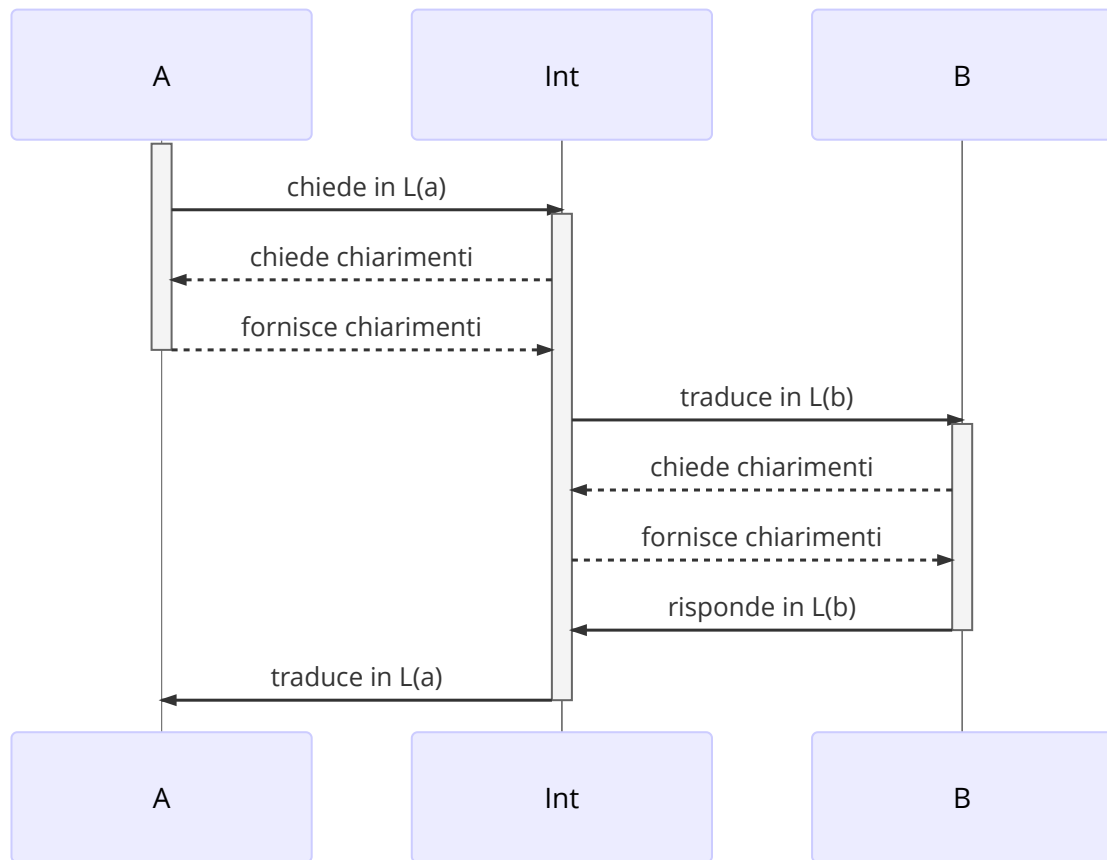 A
Int
B
chiede in L(a)
chiede chiarimenti
fornisce chiarimenti
traduce in L(b)
chiede chiarimenti
fornisce chiarimenti
risponde in L(b)
traduce in L(a)
A
Int
B